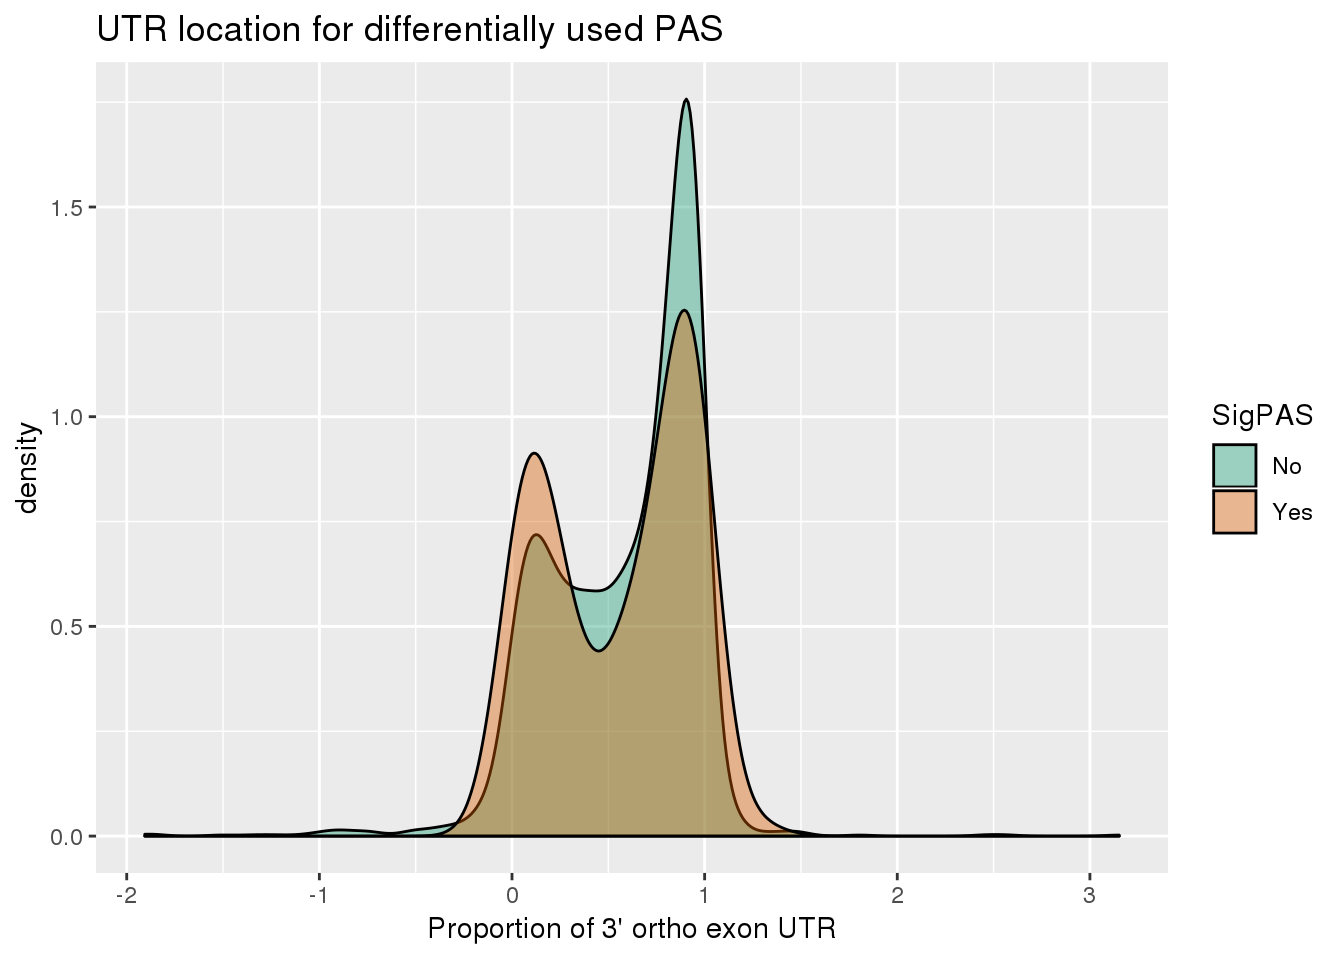 UTR location for differentially used PAS
density
1.5
1.0
0.5
0.0
-2 -1 0 1 2 3
Proportion of 3' ortho exon UTR
SigPAS
No
Yes